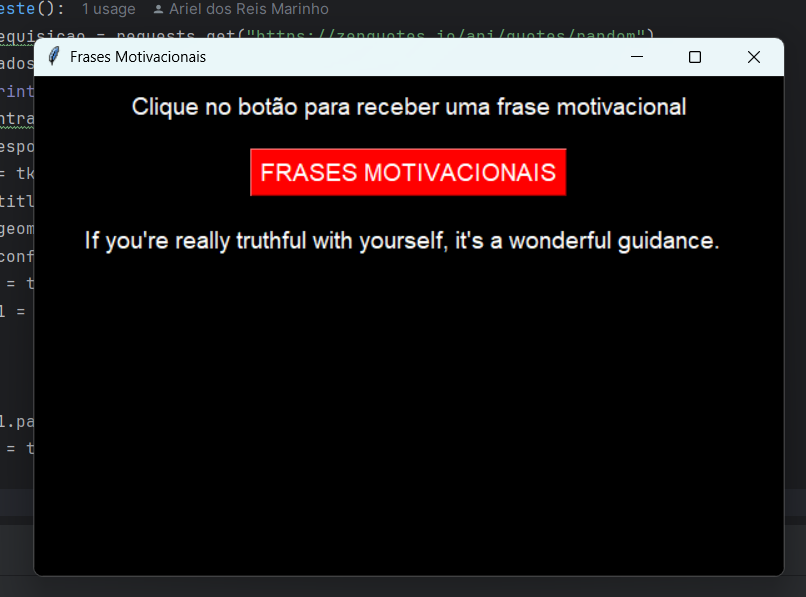 este(): 1 usage Ariel dos Reis Marinho
equisicao = requests.get("https://zenquotes.io/api/quotes/random")
ados
Frases Motivacionais
rint
Clique no botão para receber uma frase motivacional
ntra
espo
= tk
FRASES MOTIVACIONAIS
titl
geom
If you're really truthful with yourself, it's a wonderful guidance.
conf
= t
l =
l.pa
= t